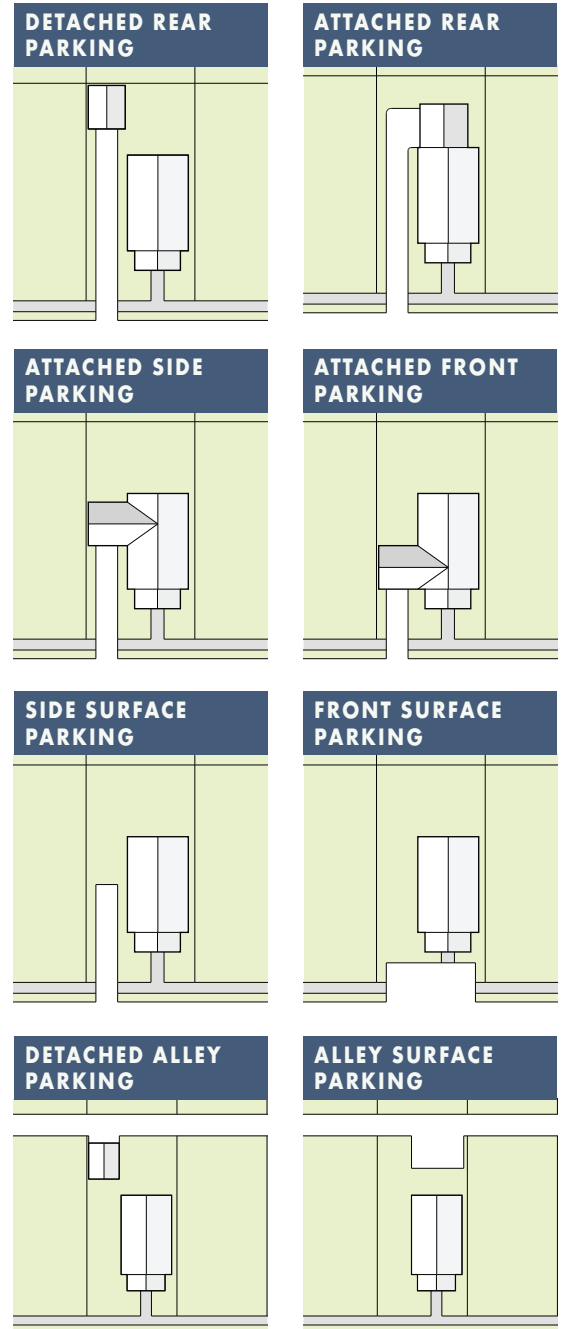 DETACHED REAR
PARKING
ATTACHED REAR
PARKING
ATTACHED SIDE
PARKING
ATTACHED FRONT
PARKING
SIDE SURFACE
PARKING
FRONT SURFACE
PARKING
DETACHED ALLEY
PARKING
ALLEY SURFACE
PARKING